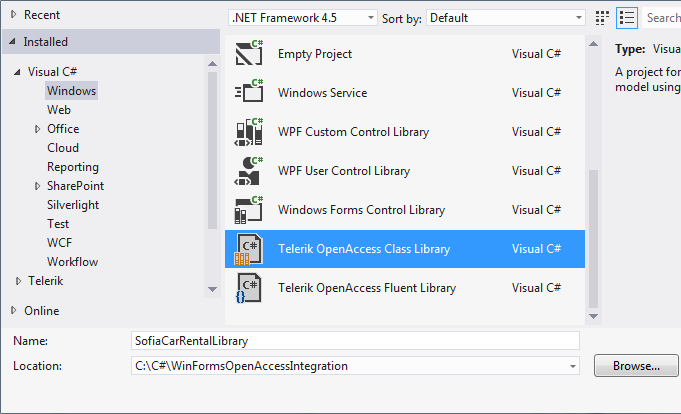 Recent
Installed
Visual C#
Windows
Web
Office
Cloud
Reporting
SharePoint
Silverlight
Test
WCF
Workflow
Telerik
Online
.NET Framework 4.5 Sort by: Default Search
Empty Project Visual C#
Windows Service Visual C#
WPF Custom Control Library Visual C#
WPF User Control Library Visual C#
Windows Forms Control Library Visual C#
Telerik OpenAccess Class Library Visual C#
Telerik OpenAccess Fluent Library Visual C#
Type: Visua
A project for
model using
Name: SofiaCarRentalLibrary
Location: C:\C#\WinFormsOpenAccessIntegration Browse...